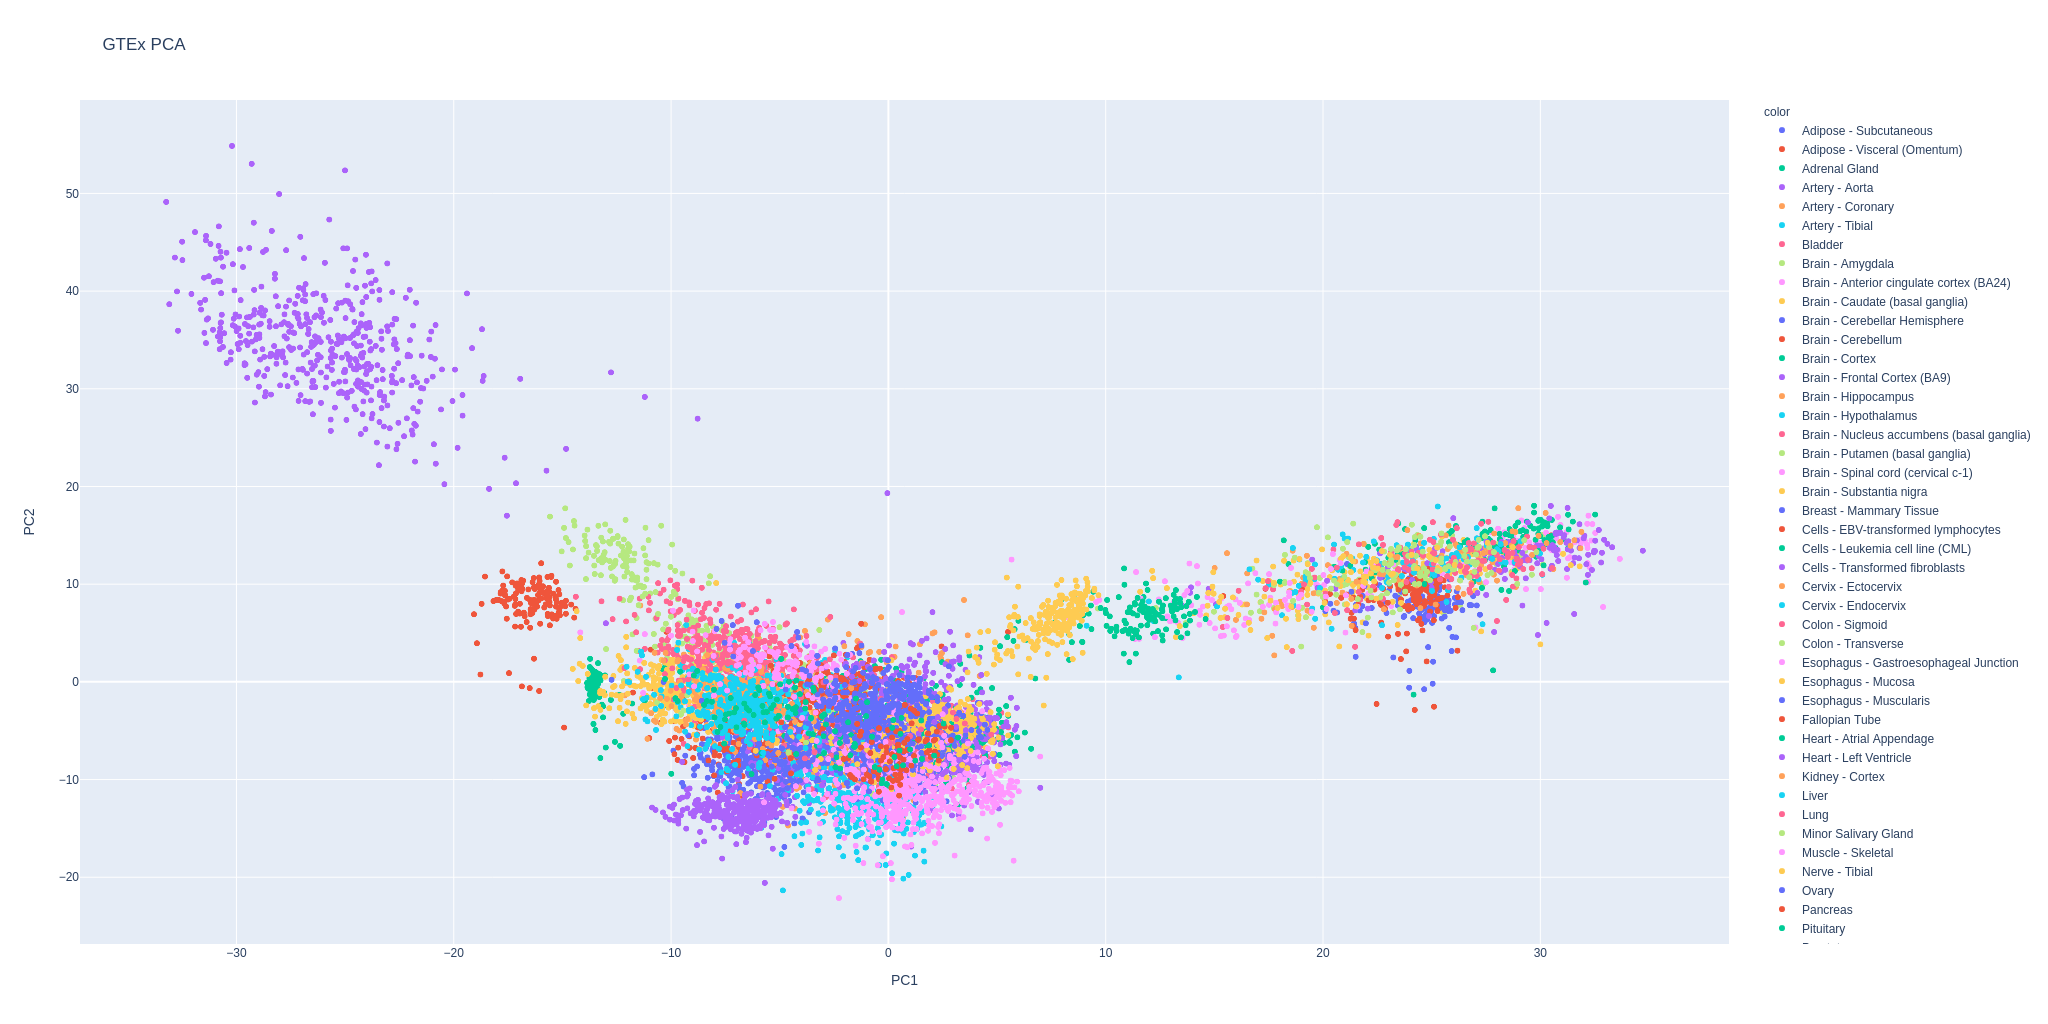 GTEx PCA
50
40
30
20
10
0
−10
−20
PC2
−30
−20
−10
0
10
20
30
PC1
color
Adipose - Subcutaneous
Adipose - Visceral (Omentum)
Adrenal Gland
Artery - Aorta
Artery - Coronary
Artery - Tibial
Bladder
Brain - Amygdala
Brain - Anterior cingulate cortex (BA24)
Brain - Caudate (basal ganglia)
Brain - Cerebellar Hemisphere
Brain - Cerebellum
Brain - Cortex
Brain - Frontal Cortex (BA9)
Brain - Hippocampus
Brain - Hypothalamus
Brain - Nucleus accumbens (basal ganglia)
Brain - Putamen (basal ganglia)
Brain - Spinal cord (cervical c-1)
Brain - Substantia nigra
Breast - Mammary Tissue
Cells - EBV-transformed lymphocytes
Cells - Leukemia cell line (CML)
Cells - Transformed fibroblasts
Cervix - Ectocervix
Cervix - Endocervix
Colon - Sigmoid
Colon - Transverse
Esophagus - Gastroesophageal Junction
Esophagus - Mucosa
Esophagus - Muscularis
Fallopian Tube
Heart - Atrial Appendage
Heart - Left Ventricle
Kidney - Cortex
Liver
Lung
Minor Salivary Gland
Muscle - Skeletal
Nerve - Tibial
Ovary
Pancreas
Pituitary